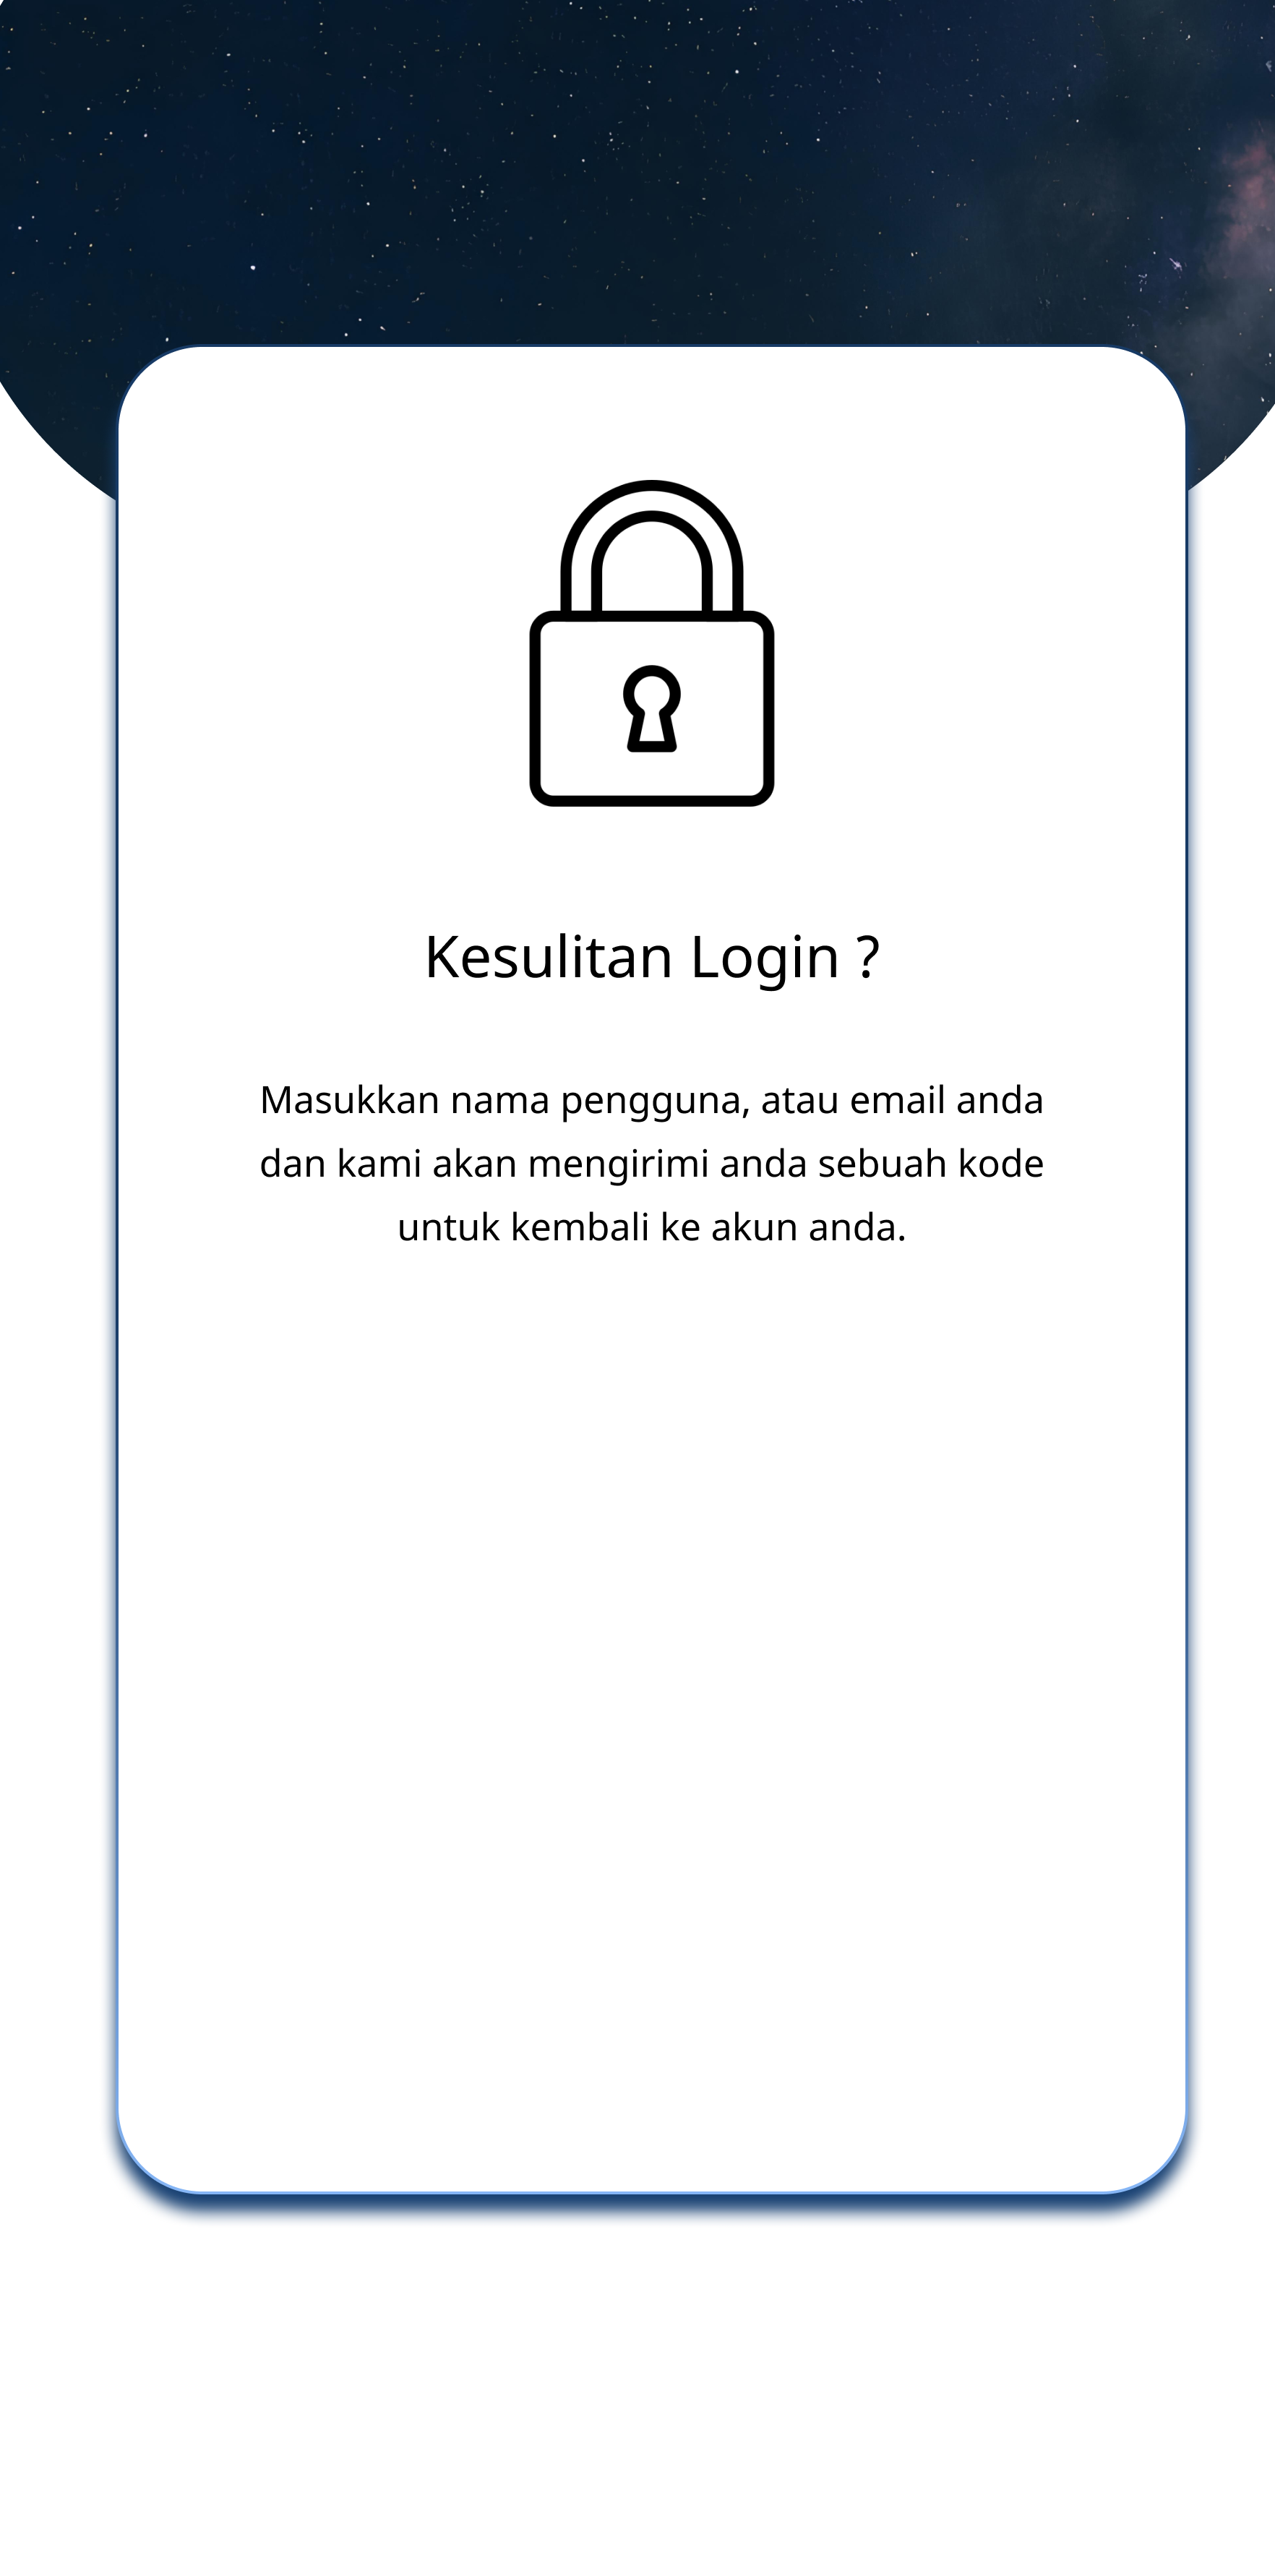 Kesulitan Login ?
Masukkan nama pengguna, atau email anda
dan kami akan mengirimi anda sebuah kode
untuk kembali ke akun anda.